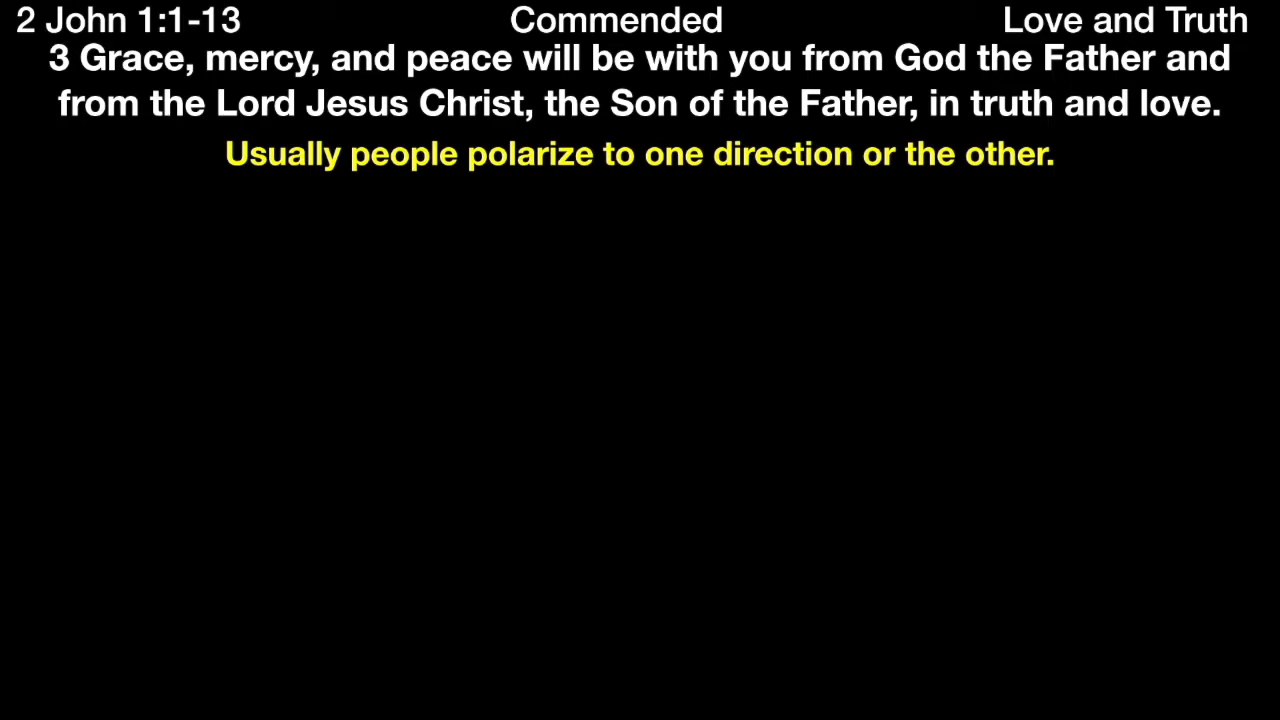 2 John 1:1-13 Commended Love and Truth
3 Grace, mercy, and peace will be with you from God the Father and
from the Lord Jesus Christ, the Son of the Father, in truth and love.
Usually people polarize to one direction or the other.